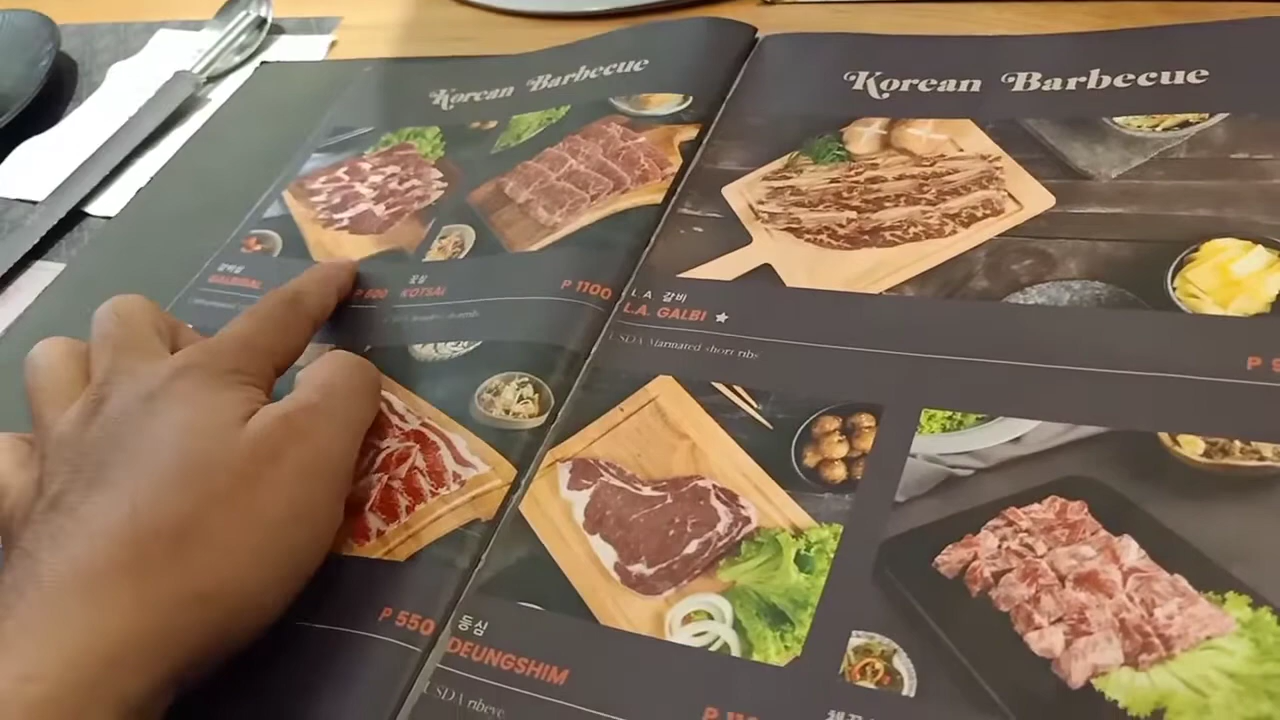 Korean Barbecue
갈비살
GALBISAL
P 600
꽃살
KOTSAL
P 1100
P 550
Korean Barbecue
L.A. 갈비
L.A. GALBI
USDA Marinated short ribs
등심
DEUNGSHIM
USDA ribeye